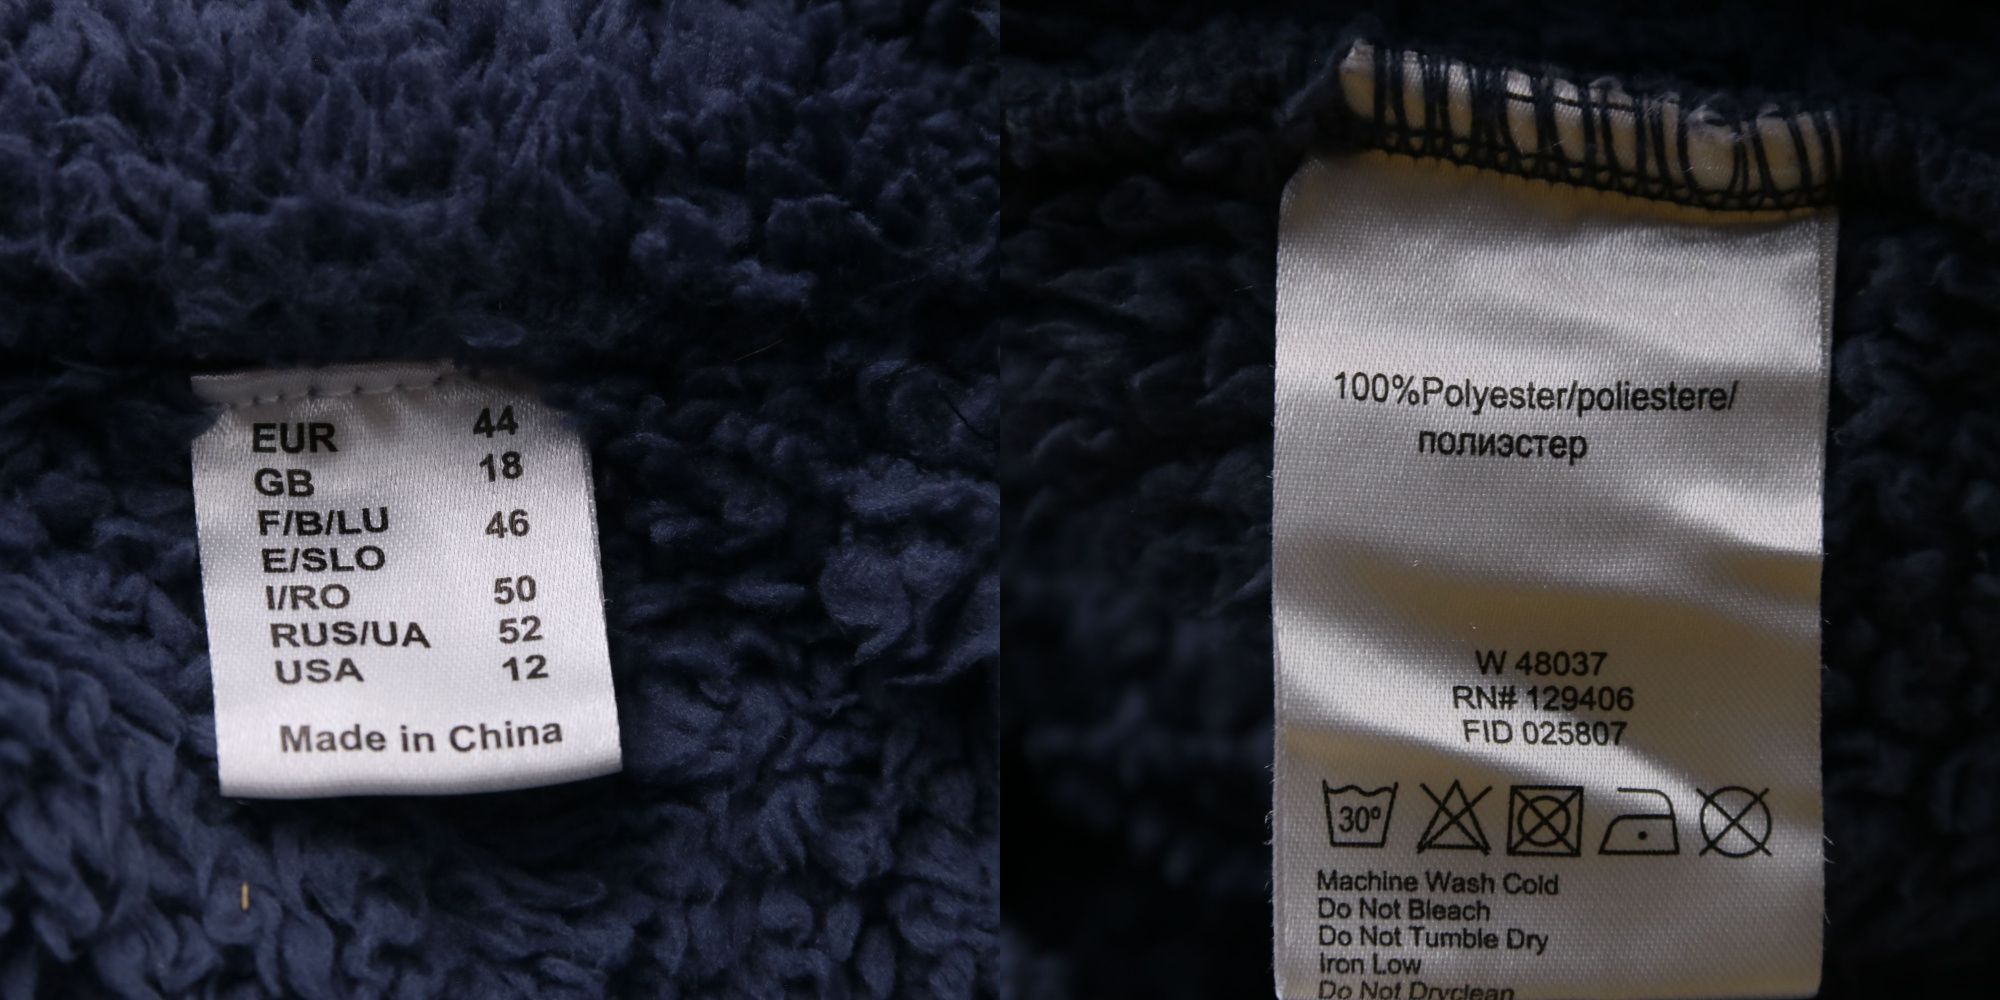 EUR 44
GB 18
F/B/LU 46
E/SLO
I/RO 50
RUS/UA 52
USA 12
Made in China
100%Polyester/poliestere/
полиэстер
W 48037
RN# 129406
FID 025807
30º
Machine Wash Cold
Do Not Bleach
Do Not Tumble Dry
Iron Low
Do Not Dryclean